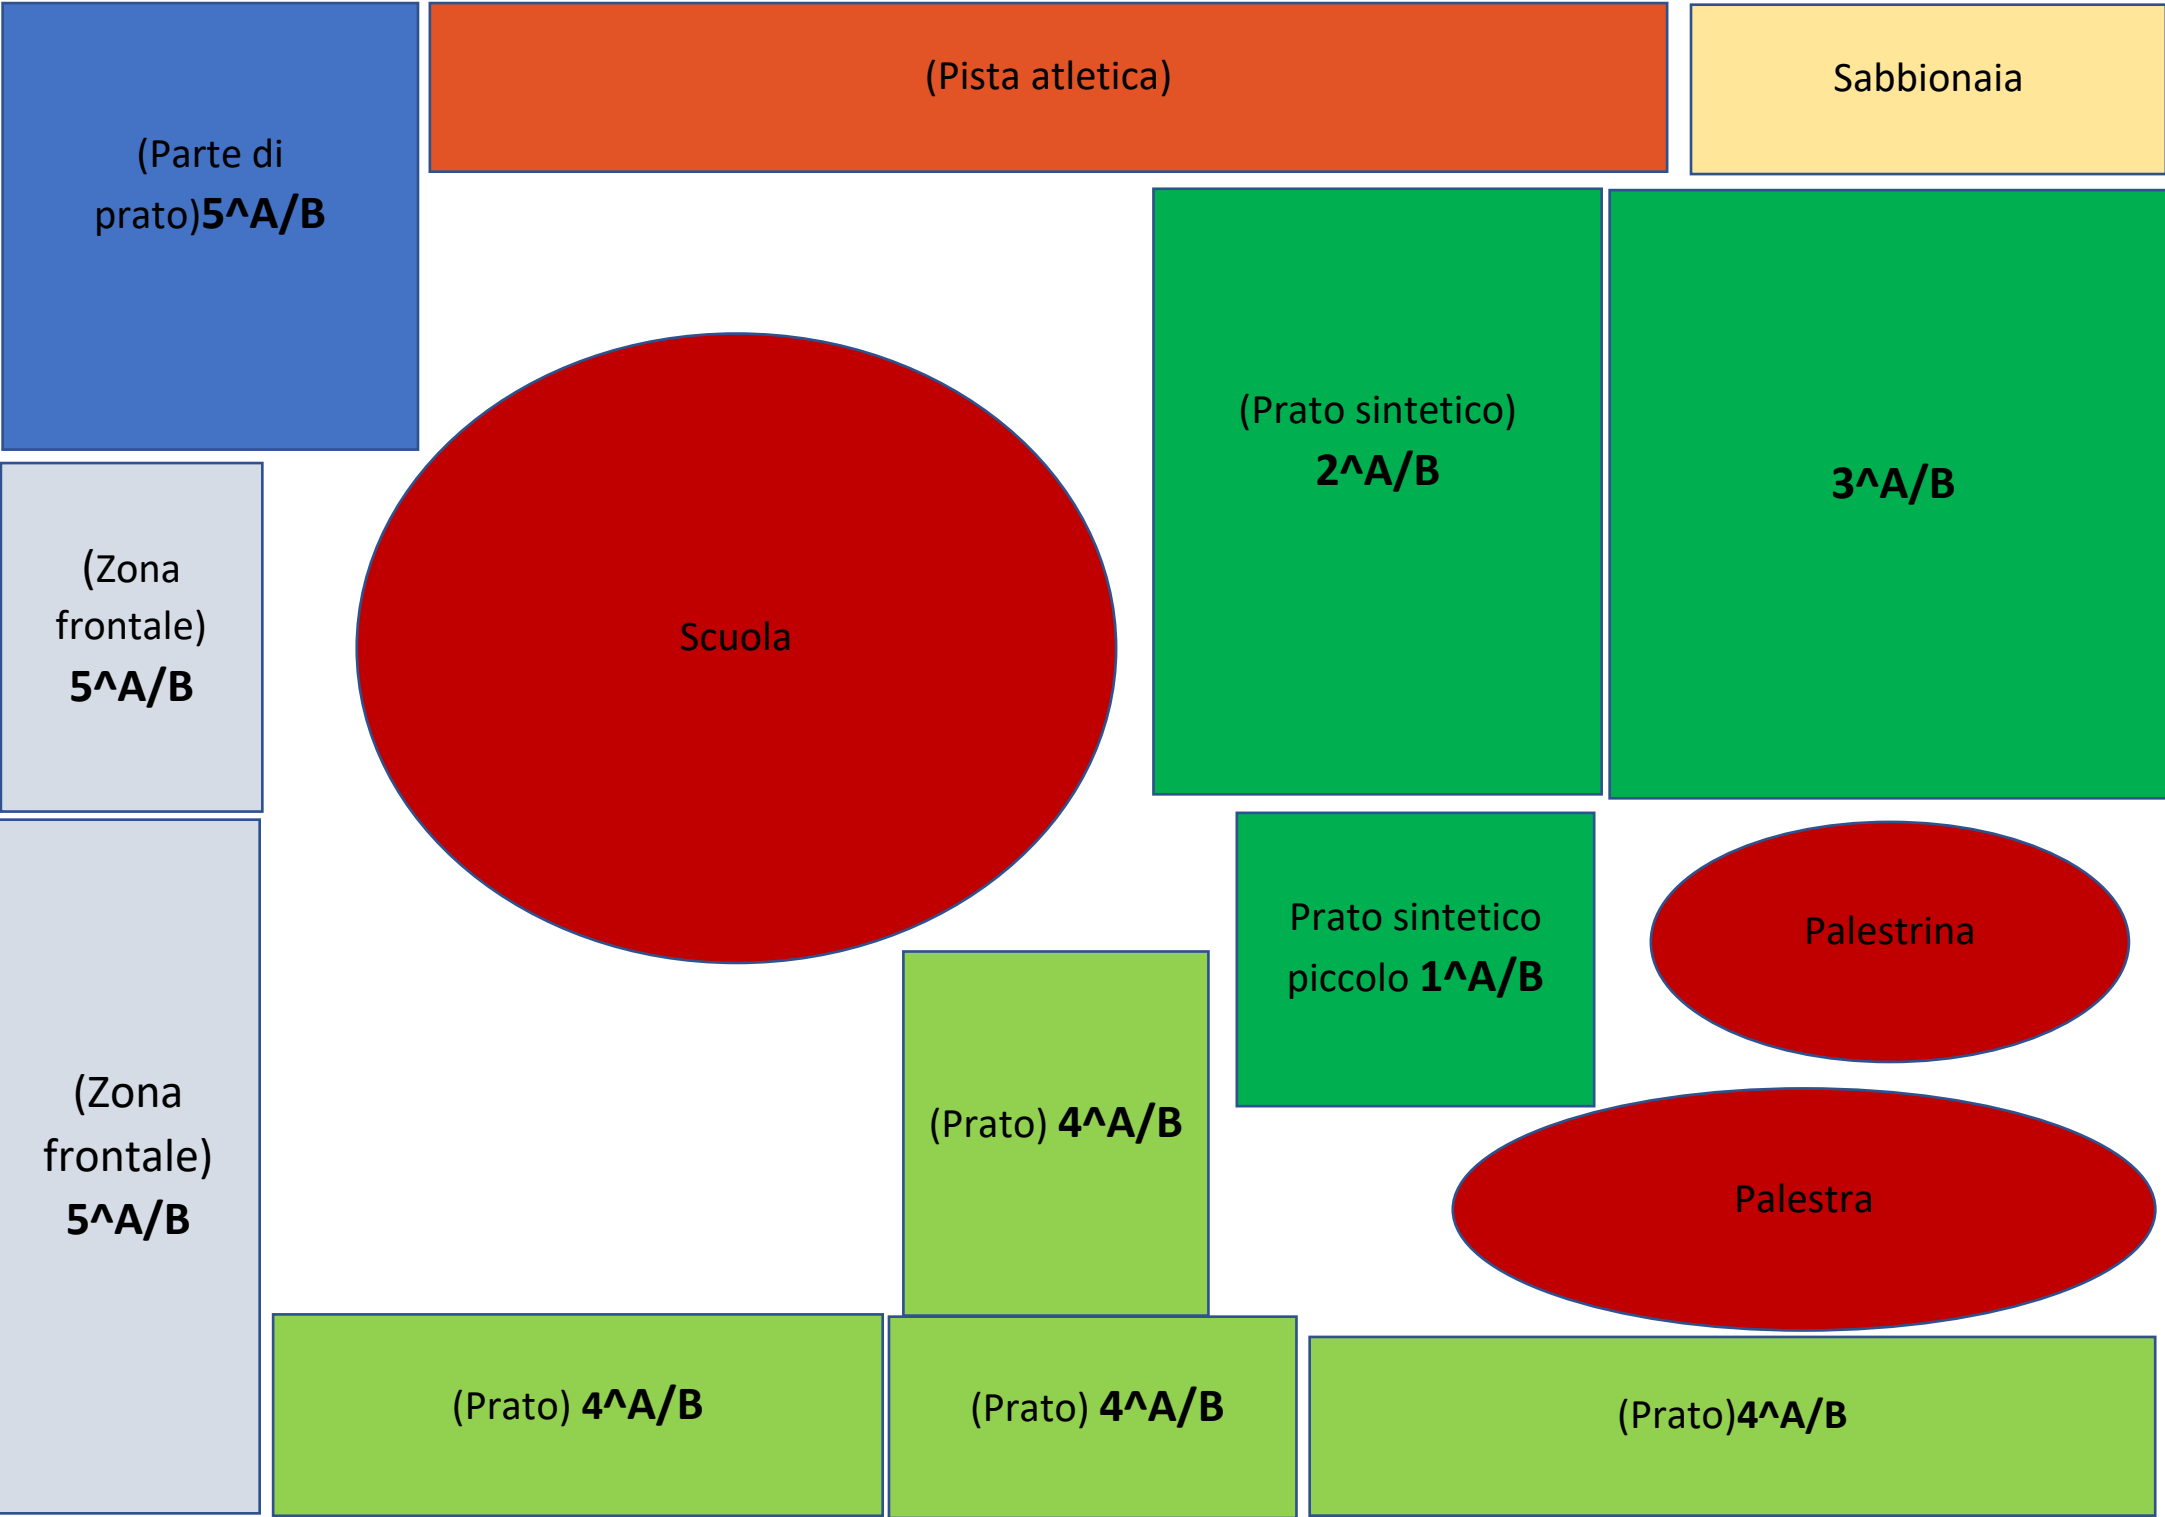 (Pista atletica)
Sabbionaia
(Parte di
prato)5^A/B
(Prato sintetico)
2^A/B
3^A/B
(Zona
frontale)
5^A/B
Scuola
Prato sintetico
piccolo 1^A/B
Palestrina
(Zona
frontale)
5^A/B
(Prato) 4^A/B
Palestra
(Prato) 4^A/B
(Prato) 4^A/B
(Prato)4^A/B